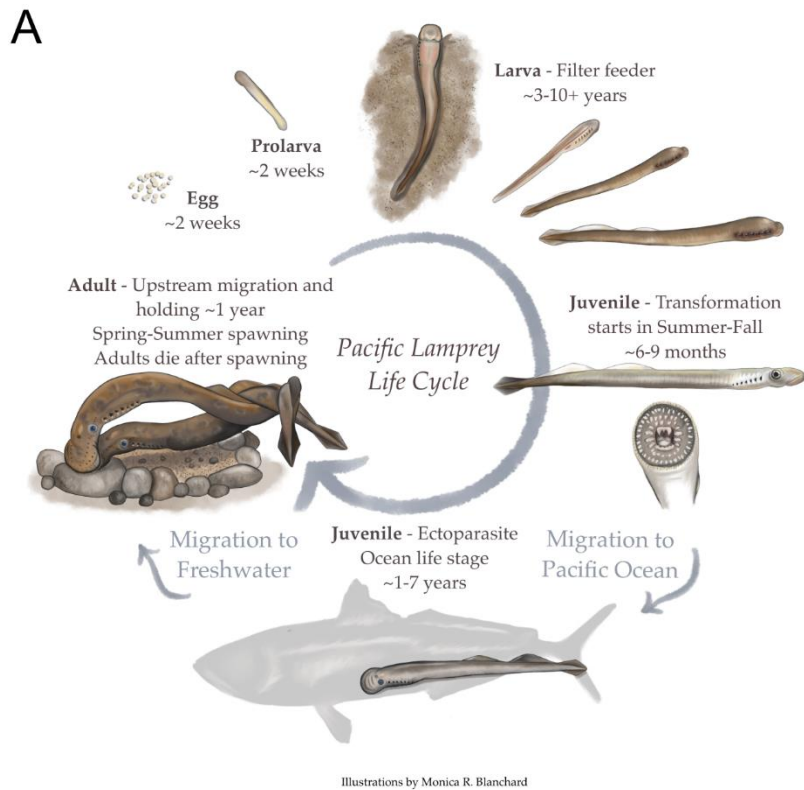 A
Larva - Filter feeder
~3-10+ years
Prolarva
~2 weeks
Egg
~2 weeks
Adult - Upstream migration and
holding ~1 year
Spring-Summer spawning
Adults die after spawning
Pacific Lamprey
Life Cycle
Juvenile - Transformation
starts in Summer-Fall
~6-9 months
Migration to
Freshwater
Juvenile - Ectoparasite
Ocean life stage
~1-7 years
Migration to
Pacific Ocean
Illustrations by Monica R. Blanchard